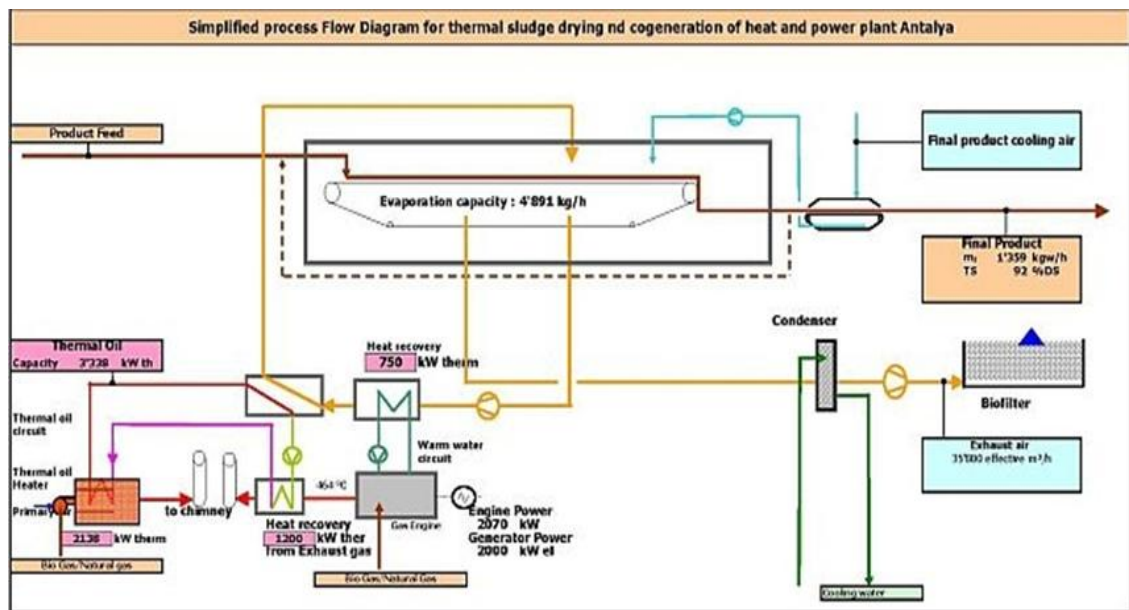 Simplified process Flow Diagram for thermal sludge drying nd cogeneration of heat and power plant Antalya
Product Feed
Final product cooling air
Evaporation capacity : 4'891 kg/h
Final Product
m, 1'359 kgw/h
TS 92 %DS
Condenser
Thermal Oil
Capacity 3'338 kW th
Heat recovery
750 kW therm
Biofilter
Thermal oil
circuit
Warm water
circuit
Exhaust air
35'800 effective m³/h
Thermal oil
Heater
464 °C
Primary air
to chimney
Gas Engine
Engine Power
2070 kW
Generator Power
2000 kW el
2138 kW therm
Heat recovery
1200 kW ther
from Exhaust gas
Bio Gas/Natural gas
Bio Gas/Natural Gas
Cooling water